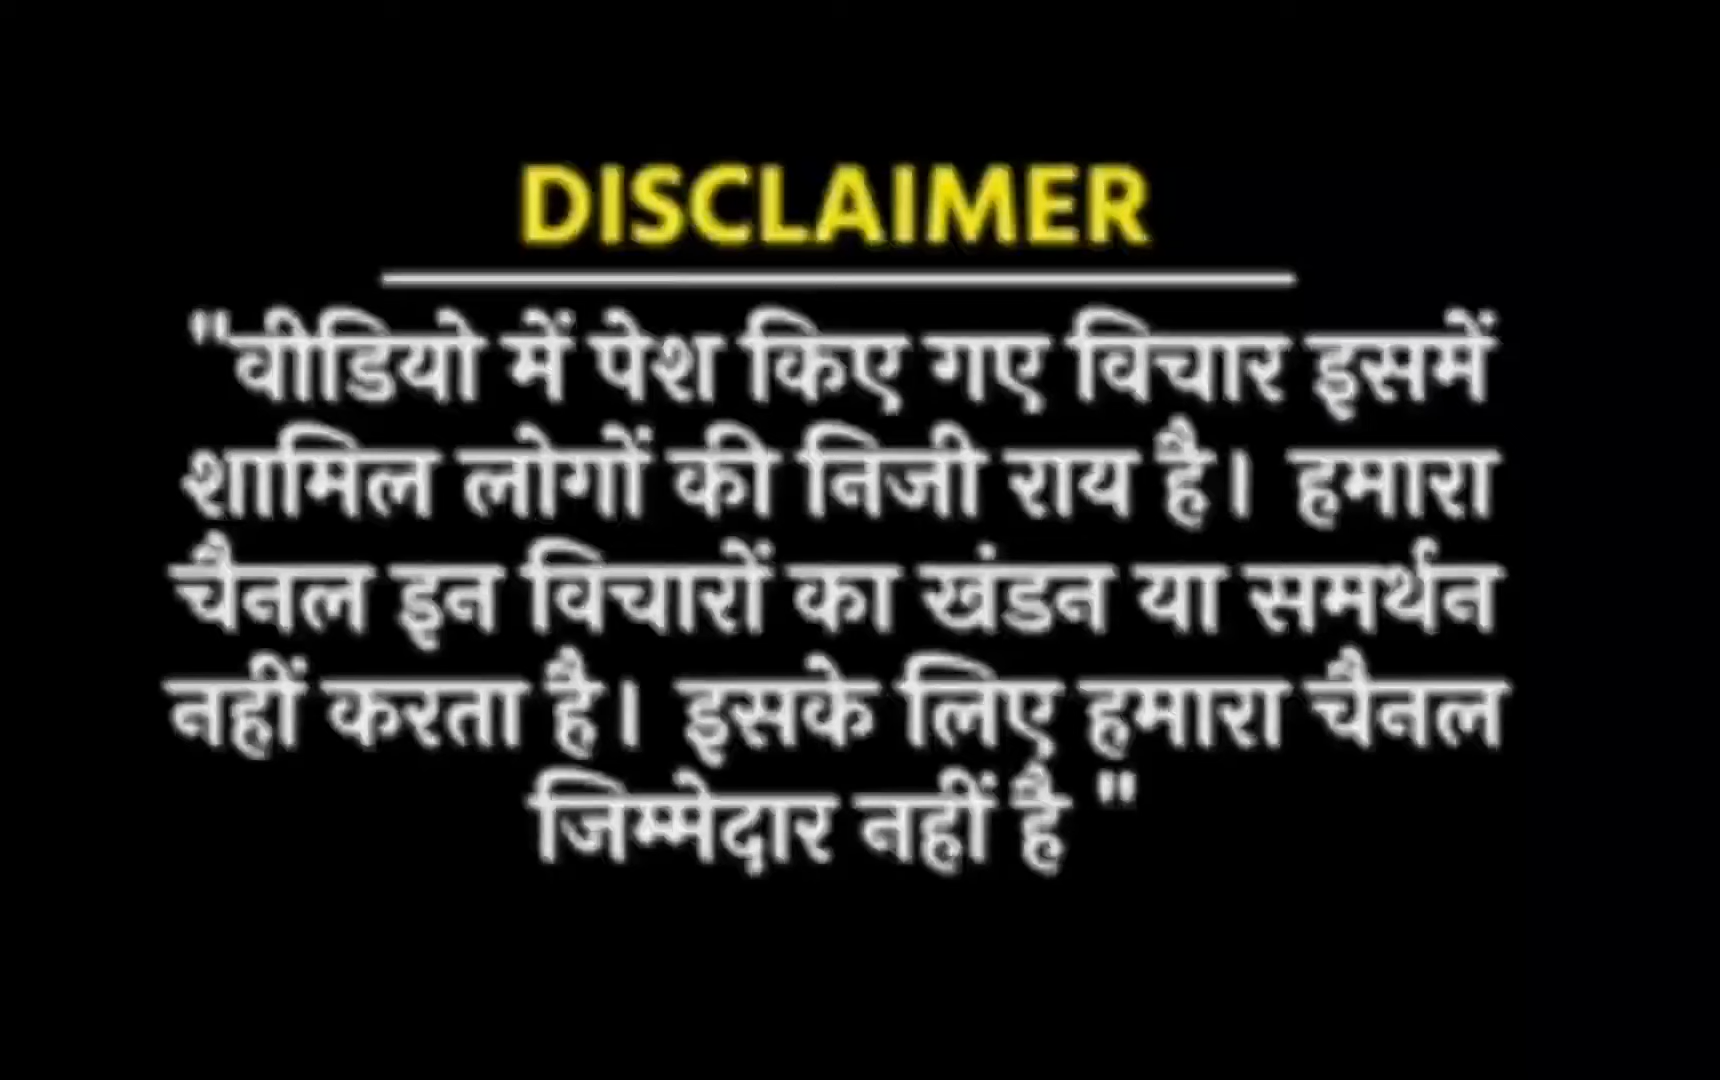 DISCLAIMER
"वीडियो में पेश किए गए विचार इसमें
शामिल लोगों की निजी राय है। हमारा
चैनल इन विचारों का खंडन या समर्थन
नहीं करता है। इसके लिए हमारा चैनल
जिम्मेदार नहीं है "